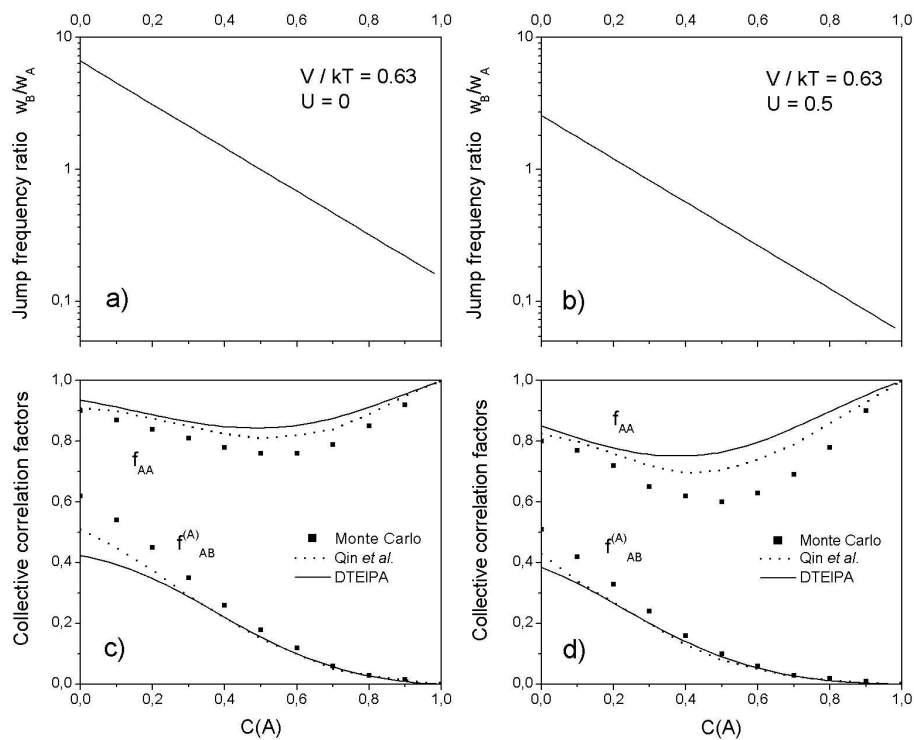 0,0 0,2 0,4 0,6 0,8 1,0
10
1
0,1
Jump frequency ratio w_B/w_A
V / kT = 0.63
U = 0
a)
0,0 0,2 0,4 0,6 0,8 1,0
10
1
0,1
Jump frequency ratio w_B/w_A
V / kT = 0.63
U = 0.5
b)
1,0
0,8
0,6
0,4
0,2
0,0
Collective correlation factors
f_AA
f^(A)_AB
Monte Carlo
Qin et al.
DTEIPA
c)
0,0 0,2 0,4 0,6 0,8 1,0
C(A)
1,0
0,8
0,6
0,4
0,2
0,0
Collective correlation factors
f_AA
f^(A)_AB
Monte Carlo
Qin et al.
DTEIPA
d)
0,0 0,2 0,4 0,6 0,8 1,0
C(A)